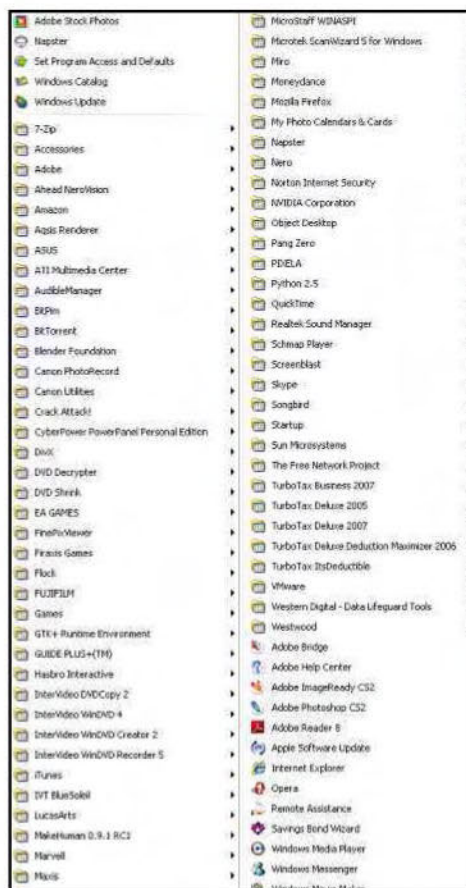 Adobe Stock Photos
Napster
Set Program Access and Defaults
Windows Catalog
Windows Update
7-Zip
Accessories
Adobe
Ahead NeroVision
Amazon
Aqsis Renderer
ASUS
ATI Multimedia Center
AudibleManager
BitPim
BitTorrent
Blender Foundation
Canon PhotoRecord
Canon Utilities
Crack Attack!
CyberPower PowerPanel Personal Edition
DivX
DVD Decrypter
DVD Shrink
EA GAMES
FinePixViewer
Firaxis Games
Flock
FUJIFILM
Games
GTK+ Runtime Environment
GUIDE PLUS+(TM)
Hasbro Interactive
InterVideo DVDCopy 2
InterVideo WinDVD 4
InterVideo WinDVD Creator 2
InterVideo WinDVD Recorder 5
iTunes
IVT BlueSoleil
LucasArts
MakeHuman 0.9.1 RC1
Marvell
Maxis
MicroStaff WINASPI
Microtek ScanWizard 5 for Windows
Miro
Moneydance
Mozilla Firefox
My Photo Calendars & Cards
Napster
Nero
Norton Internet Security
NVIDIA Corporation
Object Desktop
Pang Zero
PIXELA
Python 2.5
QuickTime
Realtek Sound Manager
Schmap Player
Screenblast
Skype
Songbird
Startup
Sun Microsystems
The Free Network Project
TurboTax Business 2007
TurboTax Deluxe 2005
TurboTax Deluxe 2007
TurboTax Deluxe Deduction Maximizer 2006
TurboTax ItsDeductible
VMware
Western Digital - Data Lifeguard Tools
Westwood
Adobe Bridge
Adobe Help Center
Adobe ImageReady CS2
Adobe Photoshop CS2
Adobe Reader 8
Apple Software Update
Internet Explorer
Opera
Remote Assistance
Savings Bond Wizard
Windows Media Player
Windows Messenger
Windows Movie Maker